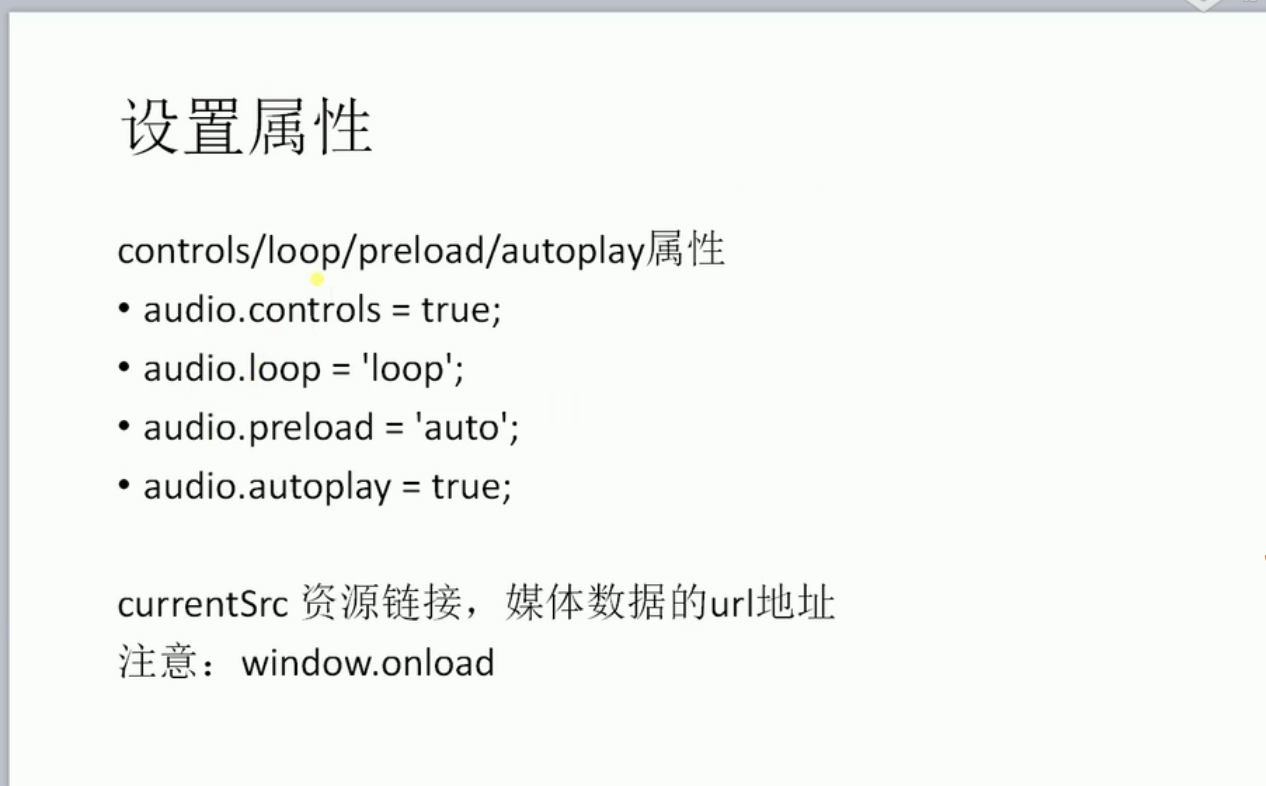 设置属性
controls/loop/preload/autoplay属性
• audio.controls = true;
• audio.loop = 'loop';
• audio.preload = 'auto';
• audio.autoplay = true;
currentSrc 资源链接，媒体数据的url地址
注意：window.onload